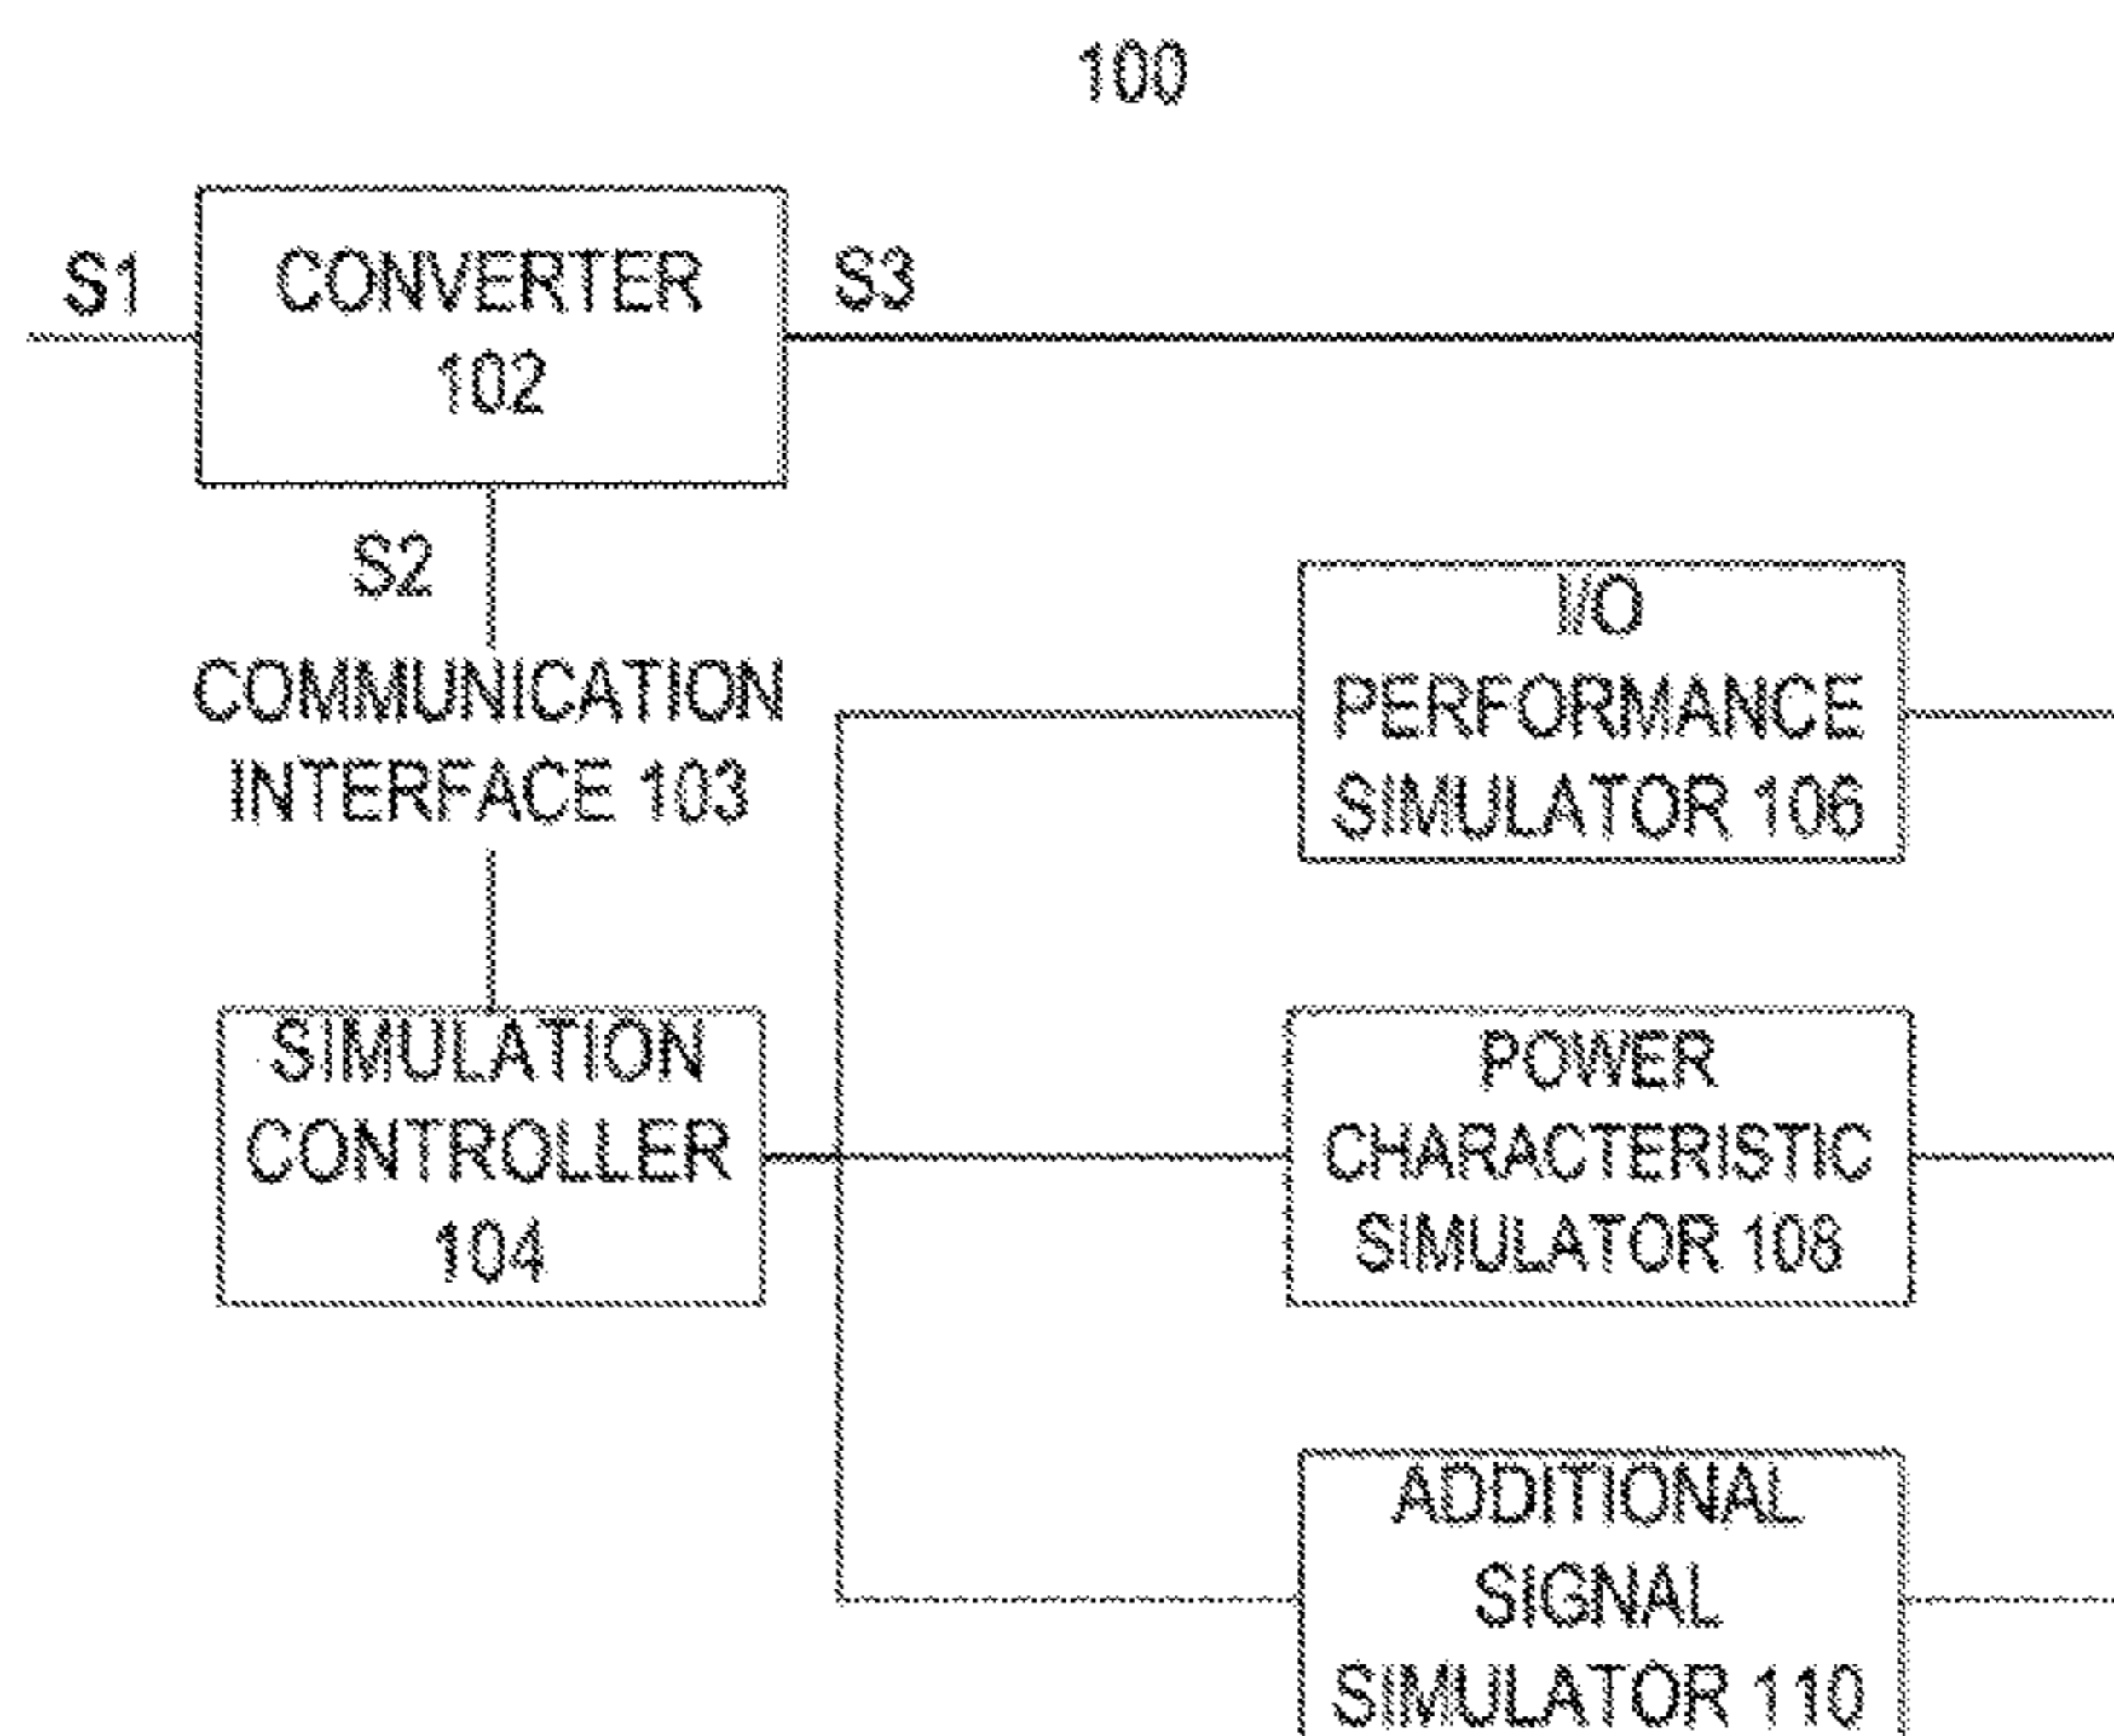 100
S1
CONVERTER
102
S3
S2
COMMUNICATION
INTERFACE 103
I/O
PERFORMANCE
SIMULATOR 106
SIMULATION
CONTROLLER
104
POWER
CHARACTERISTIC
SIMULATOR 108
ADDITIONAL
SIGNAL
SIMULATOR 110